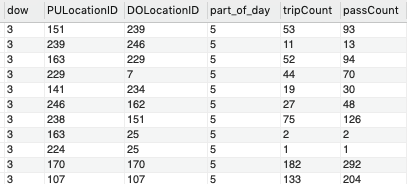 dow PULocationID DOLocationID part_of_day tripCount passCount
3 151 239 5 53 93
3 239 246 5 11 13
3 163 229 5 52 94
3 229 7 5 44 70
3 141 234 5 19 30
3 246 162 5 27 48
3 238 151 5 75 126
3 163 25 5 2 2
3 224 25 5 1 1
3 170 170 5 182 292
3 107 107 5 133 204